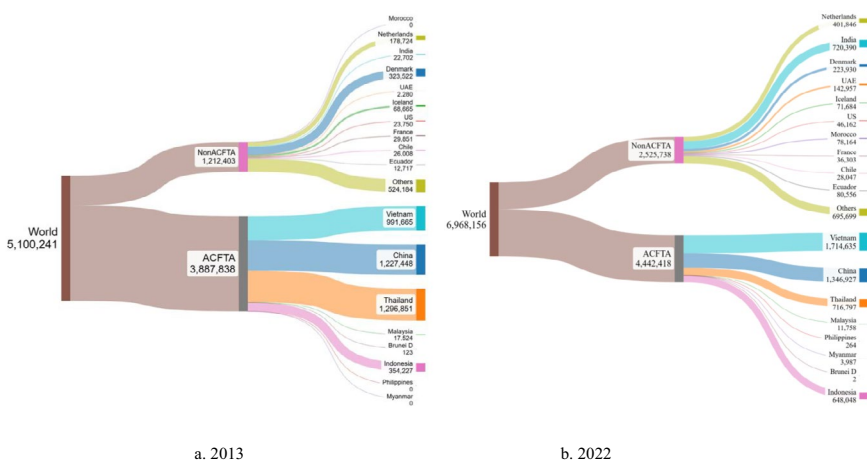 Morocco
0
Netherlands
178,724
India
22,702
Denmark
323,522
UAE
2,280
Iceland
68,665
US
23,750
France
29,851
Chile
26,008
Ecuador
12,717
Others
524,184
NonACFTA
1,212,403
World
5,100,241
ACFTA
3,887,838
Vietnam
991,665
China
1,227,448
Thailand
1,296,851
Malaysia
17,524
Brunei D
123
Indonesia
354,227
Philippines
0
Myanmar
0
a. 2013
Netherlands
401,846
India
720,390
Denmark
223,930
UAE
142,957
Iceland
71,684
US
46,162
Morocco
78,164
France
36,303
Chile
28,047
Ecuador
80,556
Others
695,699
NonACFTA
2,525,738
World
6,968,156
ACFTA
4,442,418
Vietnam
1,714,635
China
1,346,927
Thailaod
716,797
Malaysia
11,758
Philippines
264
Myanmar
3,987
Brunei D
2
Indonesia
648,048
b. 2022